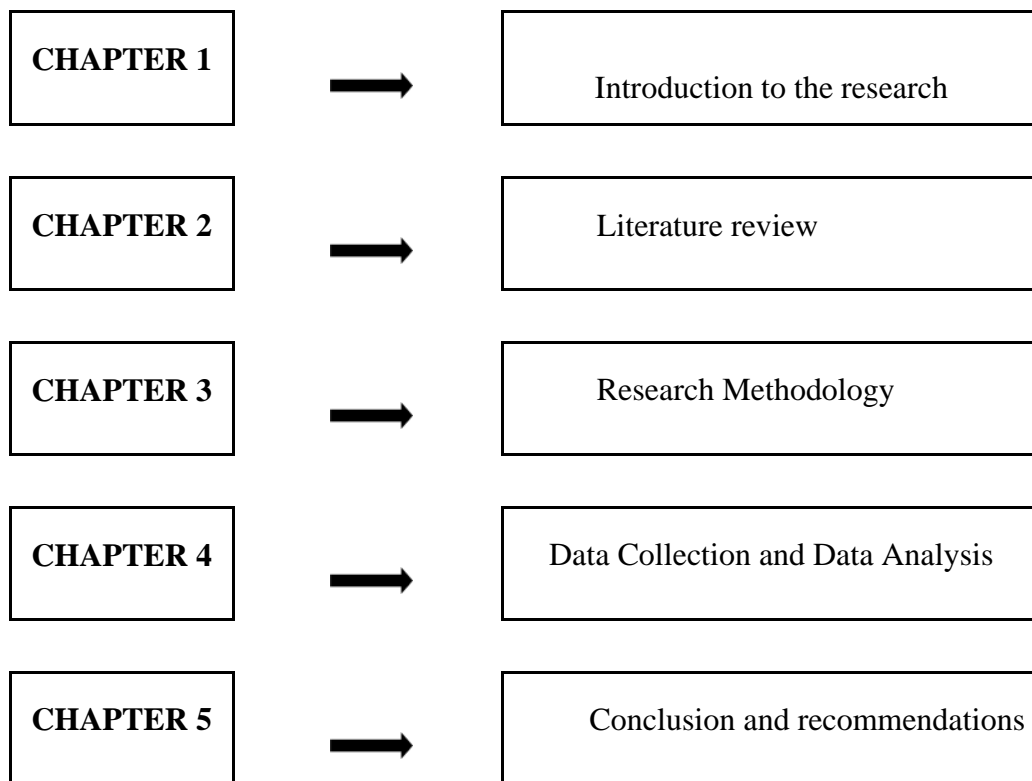 CHAPTER 1
Introduction to the research
CHAPTER 2
Literature review
CHAPTER 3
Research Methodology
CHAPTER 4
Data Collection and Data Analysis
CHAPTER 5
Conclusion and recommendations